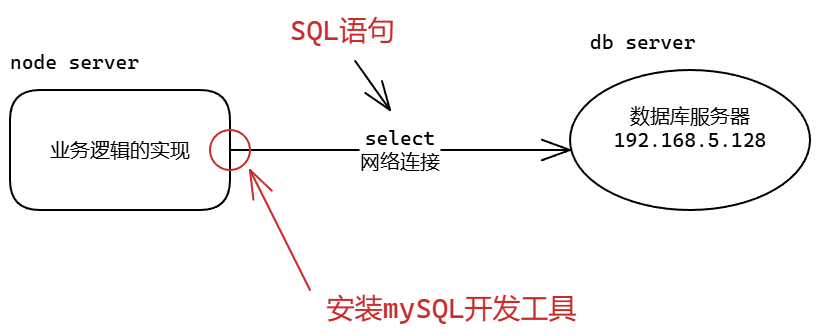 SQL语句
db server
node server
数据库服务器
192.168.5.128
select
业务逻辑的实现
网络连接
安装mySQL开发工具